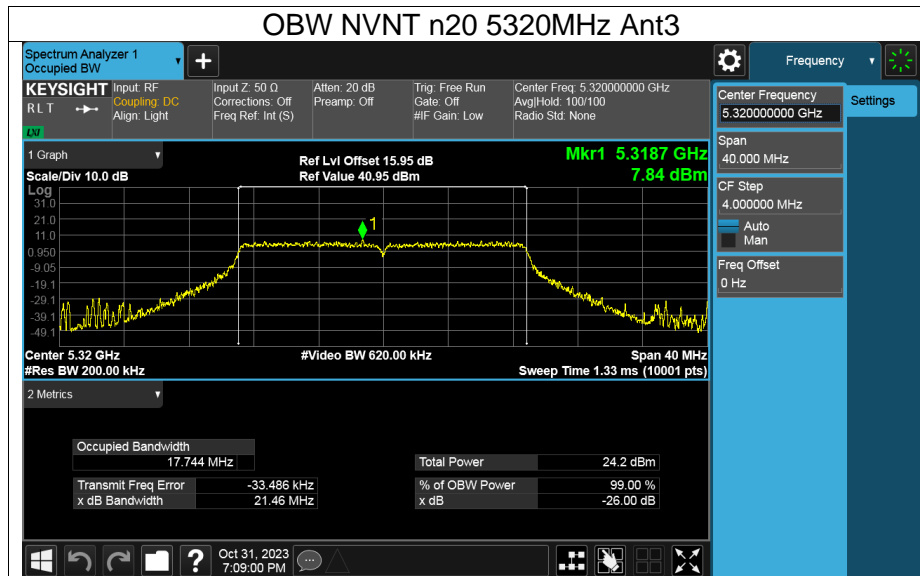 OBW NVNT n20 5320MHz Ant3
Spectrum Analyzer 1
Occupied BW
+
Frequency
KEYSIGHT
RLT
LXI
Input: RF
Coupling: DC
Align: Light
Input Z: 50 Ω
Corrections: Off
Freq Ref: Int (S)
Atten: 20 dB
Preamp: Off
Trig: Free Run
Gate: Off
#IF Gain: Low
Center Freq: 5.320000000 GHz
Avg|Hold: 100/100
Radio Std: None
Center Frequency
5.320000000 GHz
Settings
Span
40.000 MHz
CF Step
4.000000 MHz
Auto
Man
Freq Offset
0 Hz
1 Graph
Scale/Div 10.0 dB
Ref Lvl Offset 15.95 dB
Ref Value 40.95 dBm
Mkr1 5.3187 GHz
7.84 dBm
Log
31.0
21.0
11.0
0.950
-9.05
-19.1
-29.1
-39.1
-49.1
1
Center 5.32 GHz
#Res BW 200.00 kHz
#Video BW 620.00 kHz
Span 40 MHz
Sweep Time 1.33 ms (10001 pts)
2 Metrics
Occupied Bandwidth
17.744 MHz
Total Power 24.2 dBm
Transmit Freq Error -33.486 kHz
% of OBW Power 99.00 %
x dB Bandwidth 21.46 MHz
x dB -26.00 dB
?
Oct 31, 2023
7:09:00 PM